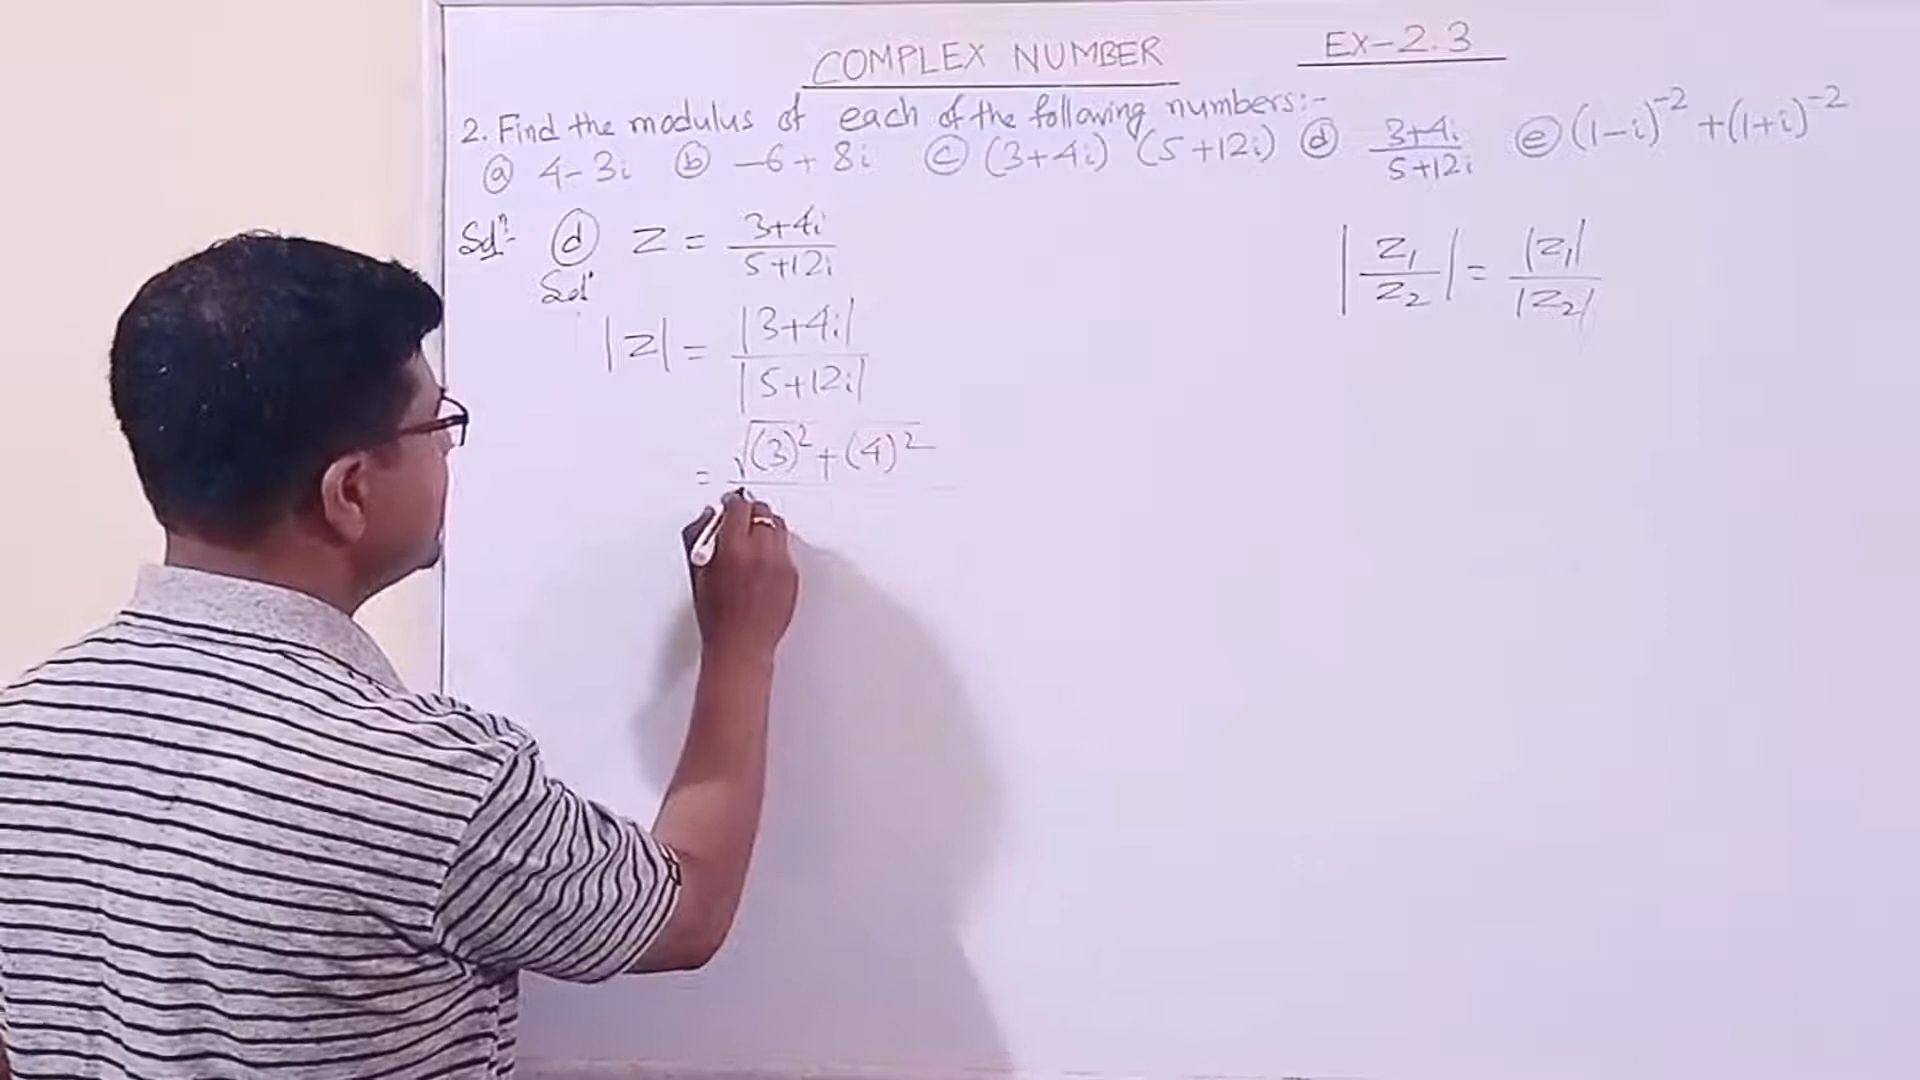 COMPLEX NUMBER EX-2.3
2. Find the modulus of each of the following numbers:-
ⓐ 4-3i ⓑ -6+8i ⓒ (3+4i) (5+12i) ⓓ (3+4i)/(5+12i) ⓔ (1-i)⁻² + (1+i)⁻²
Solⁿ:- ⓓ z = (3+4i)/(5+12i)
Solⁿ
|z| = |3+4i|/|5+12i|
= √(3)²+(4)²
|z₁/z₂| = |z₁|/|z₂|